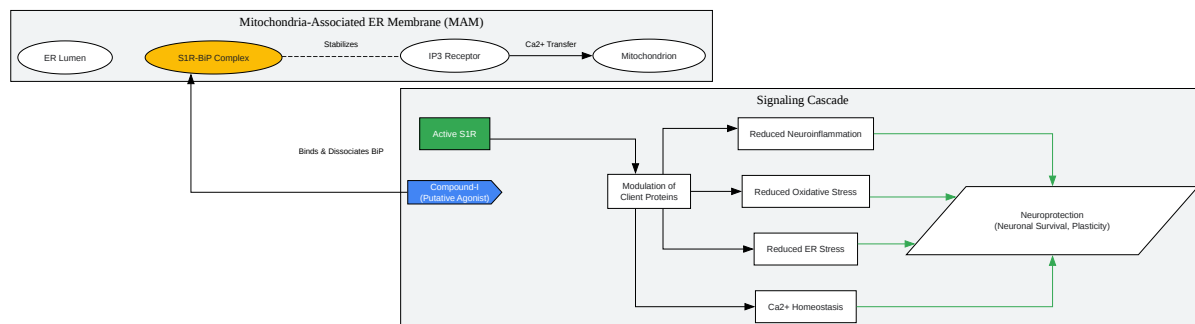 Mitochondria-Associated ER Membrane (MAM)
ER Lumen
S1R-BiP Complex
Stabilizes
IP3 Receptor
Ca2+ Transfer
Mitochondrion
Signaling Cascade
Active S1R
Reduced Neuroinflammation
Binds & Dissociates BiP
Compound-I
(Putative Agonist)
Modulation of
Client Proteins
Reduced Oxidative Stress
Neuroprotection
(Neuronal Survival, Plasticity)
Reduced ER Stress
Ca2+ Homeostasis